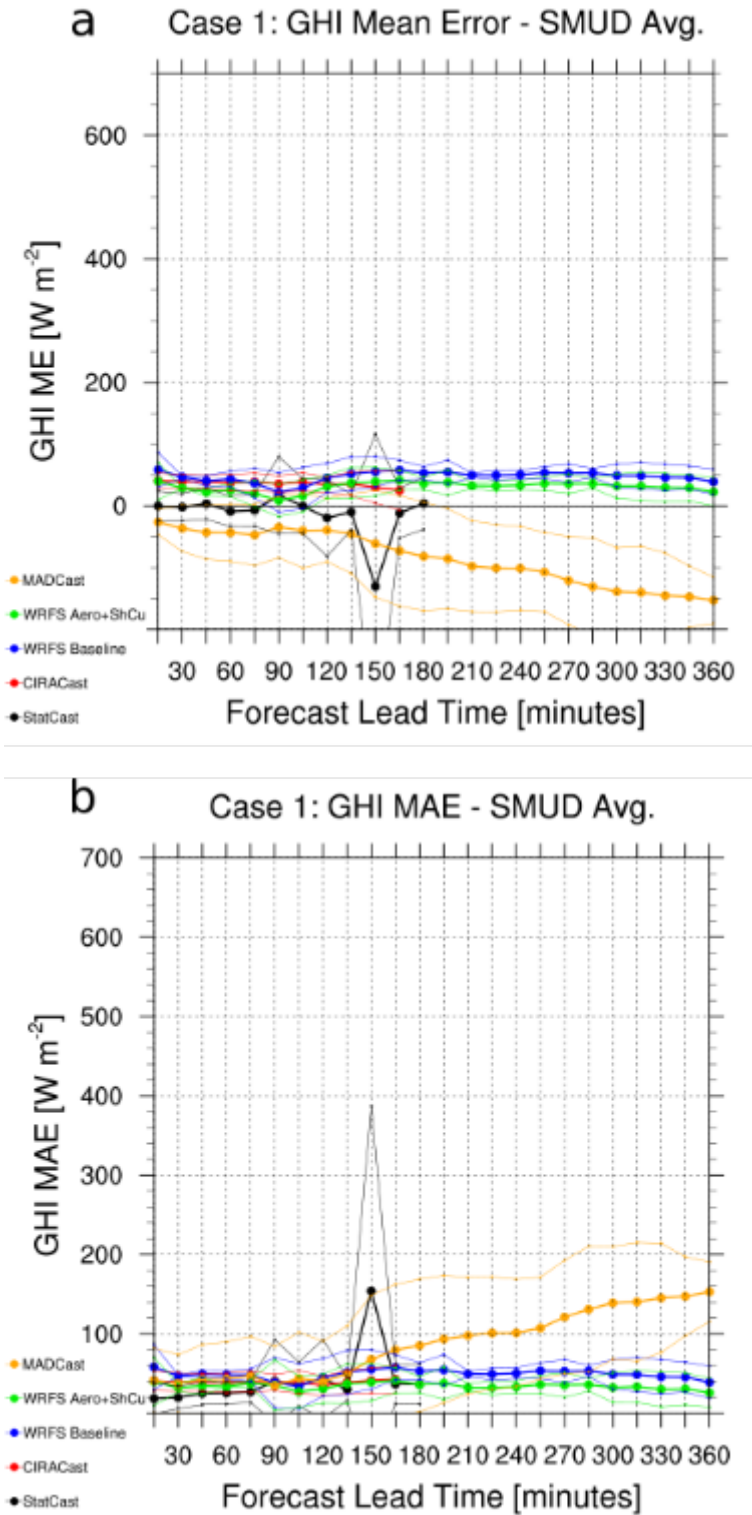 a Case 1: GHI Mean Error - SMUD Avg.
600
400
200
0
GHI ME [W m-2]
MADCast
WRFS Aero+ShCu
WRFS Baseline
CIRACast
StatCast
30 60 90 120 150 180 210 240 270 300 330 360
Forecast Lead Time [minutes]
b Case 1: GHI MAE - SMUD Avg.
700
600
500
400
300
200
100
GHI MAE [W m-2]
MADCast
WRFS Aero+ShCu
WRFS Baseline
CIRACast
StatCast
30 60 90 120 150 180 210 240 270 300 330 360
Forecast Lead Time [minutes]